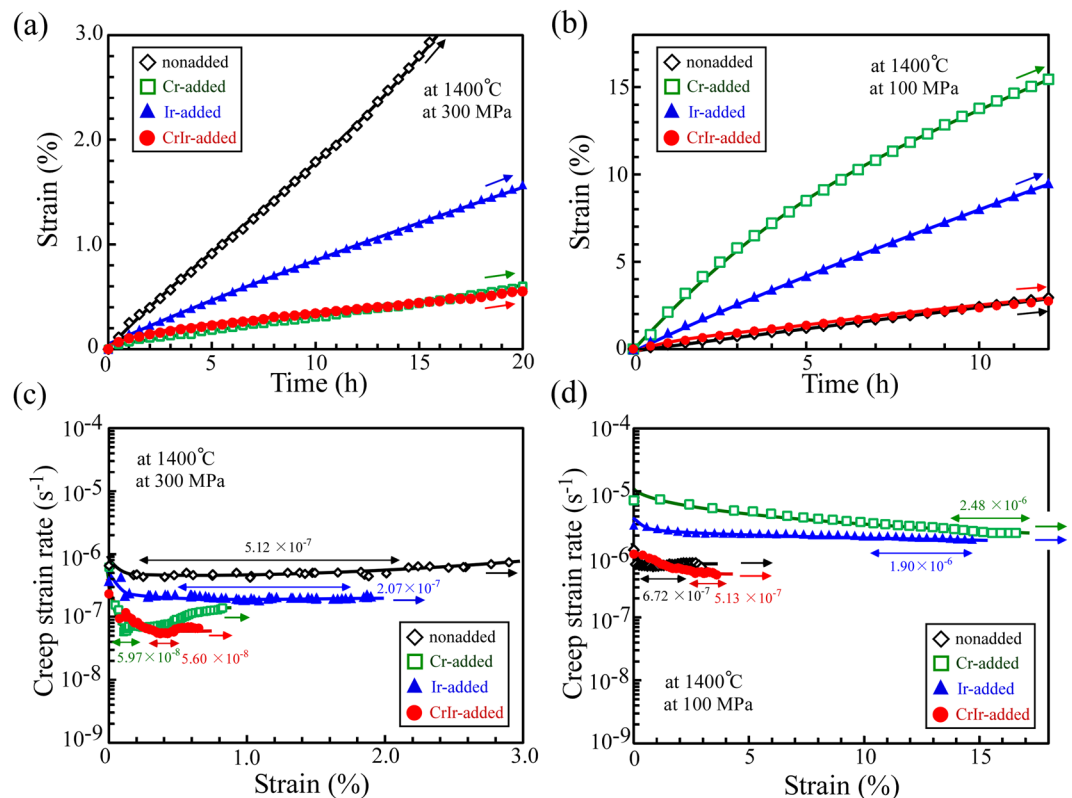 (a)
3.0
2.0
1.0
0
Strain (%)
nonadded
Cr-added
Ir-added
CrIr-added
at 1400℃
at 300 MPa
0
5
10
15
20
Time (h)
(b)
15
10
5
0
Strain (%)
nonadded
Cr-added
Ir-added
CrIr-added
at 1400℃
at 100 MPa
0
5
10
Time (h)
(c)
10⁻⁴
10⁻⁵
10⁻⁶
10⁻⁷
10⁻⁸
10⁻⁹
Creep strain rate (s⁻¹)
at 1400℃
at 300 MPa
5.12 ×10⁻⁷
2.07×10⁻⁷
5.97×10⁻⁸
5.60 ×10⁻⁸
nonadded
Cr-added
Ir-added
CrIr-added
0
1.0
2.0
3.0
Strain (%)
(d)
10⁻⁴
10⁻⁵
10⁻⁶
10⁻⁷
10⁻⁸
10⁻⁹
Creep strain rate (s⁻¹)
2.48 ×10⁻⁶
1.90 ×10⁻⁶
6.72 ×10⁻⁷
5.13 ×10⁻⁷
at 1400℃
at 100 MPa
nonadded
Cr-added
Ir-added
CrIr-added
0
5
10
15
Strain (%)